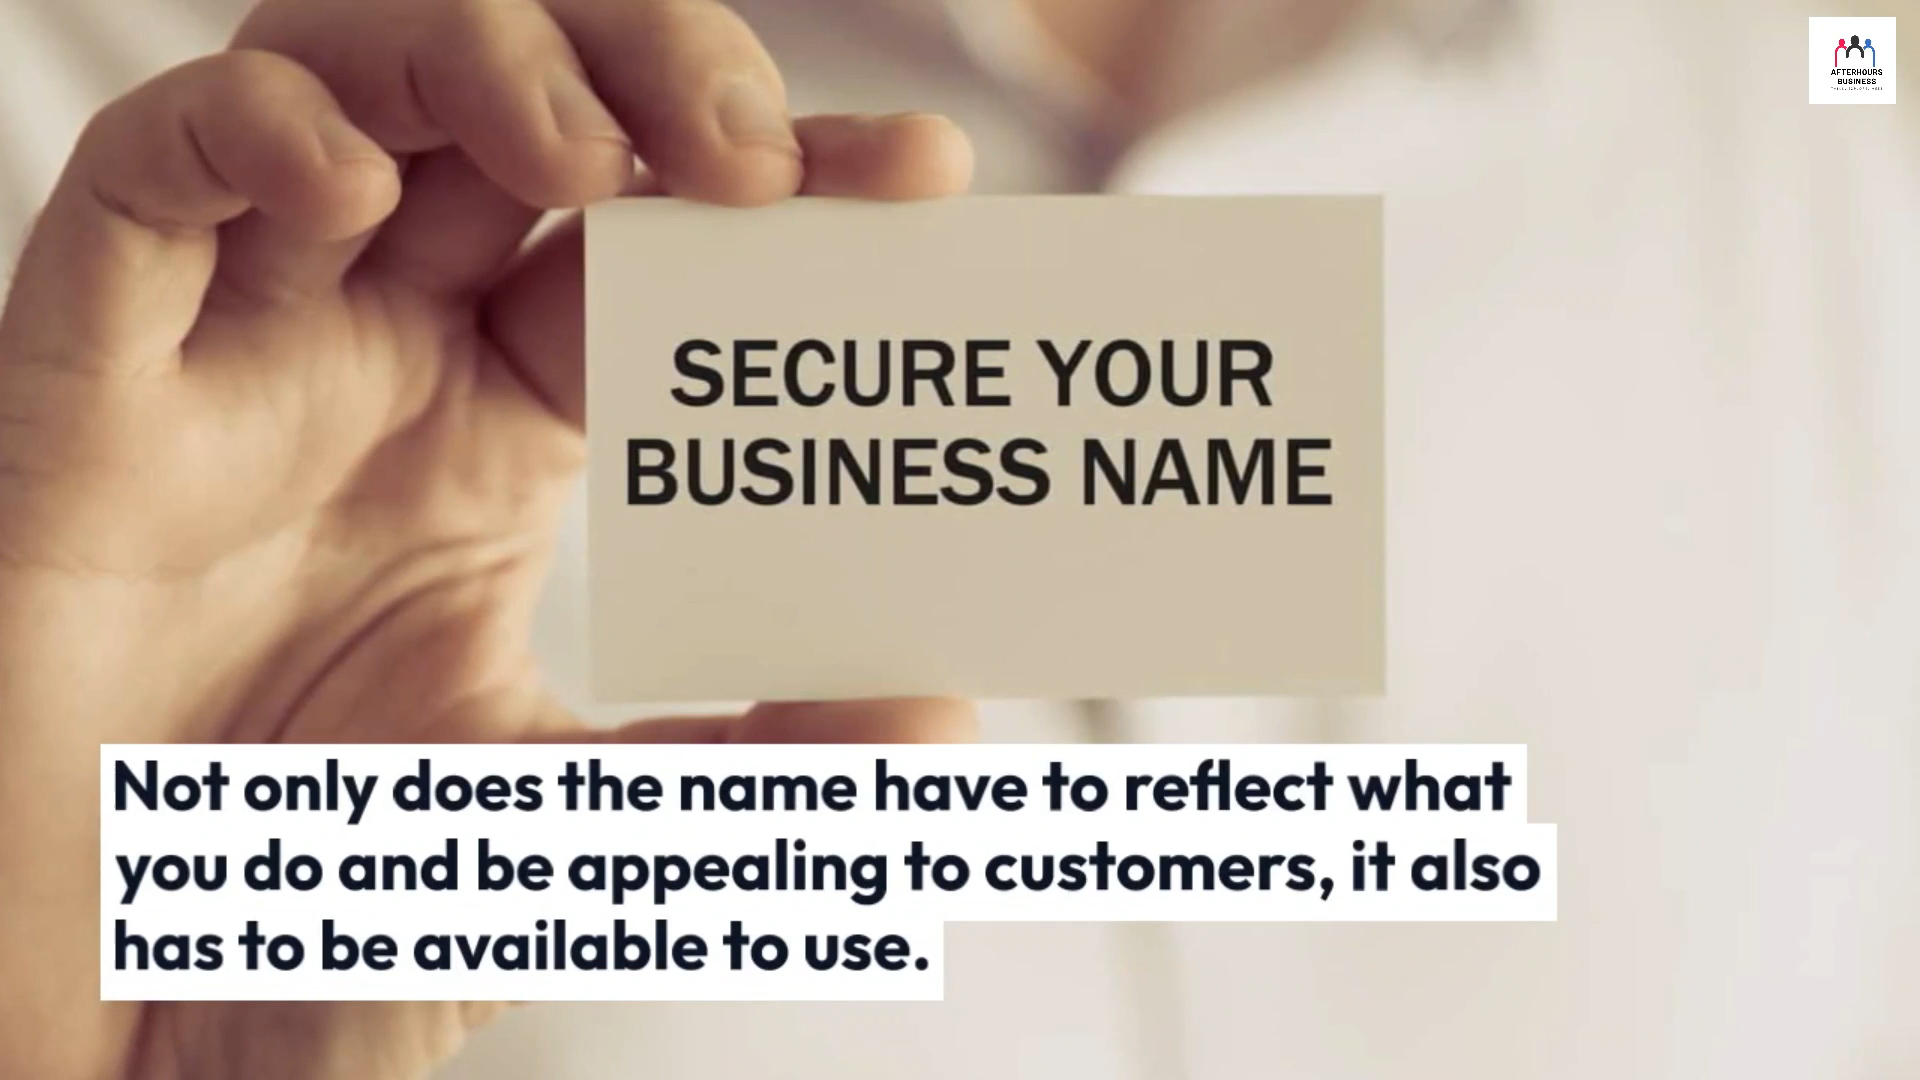 AFTERHOURS
BUSINESS
SECURE YOUR
BUSINESS NAME
Not only does the name have to reflect what
you do and be appealing to customers, it also
has to be available to use.